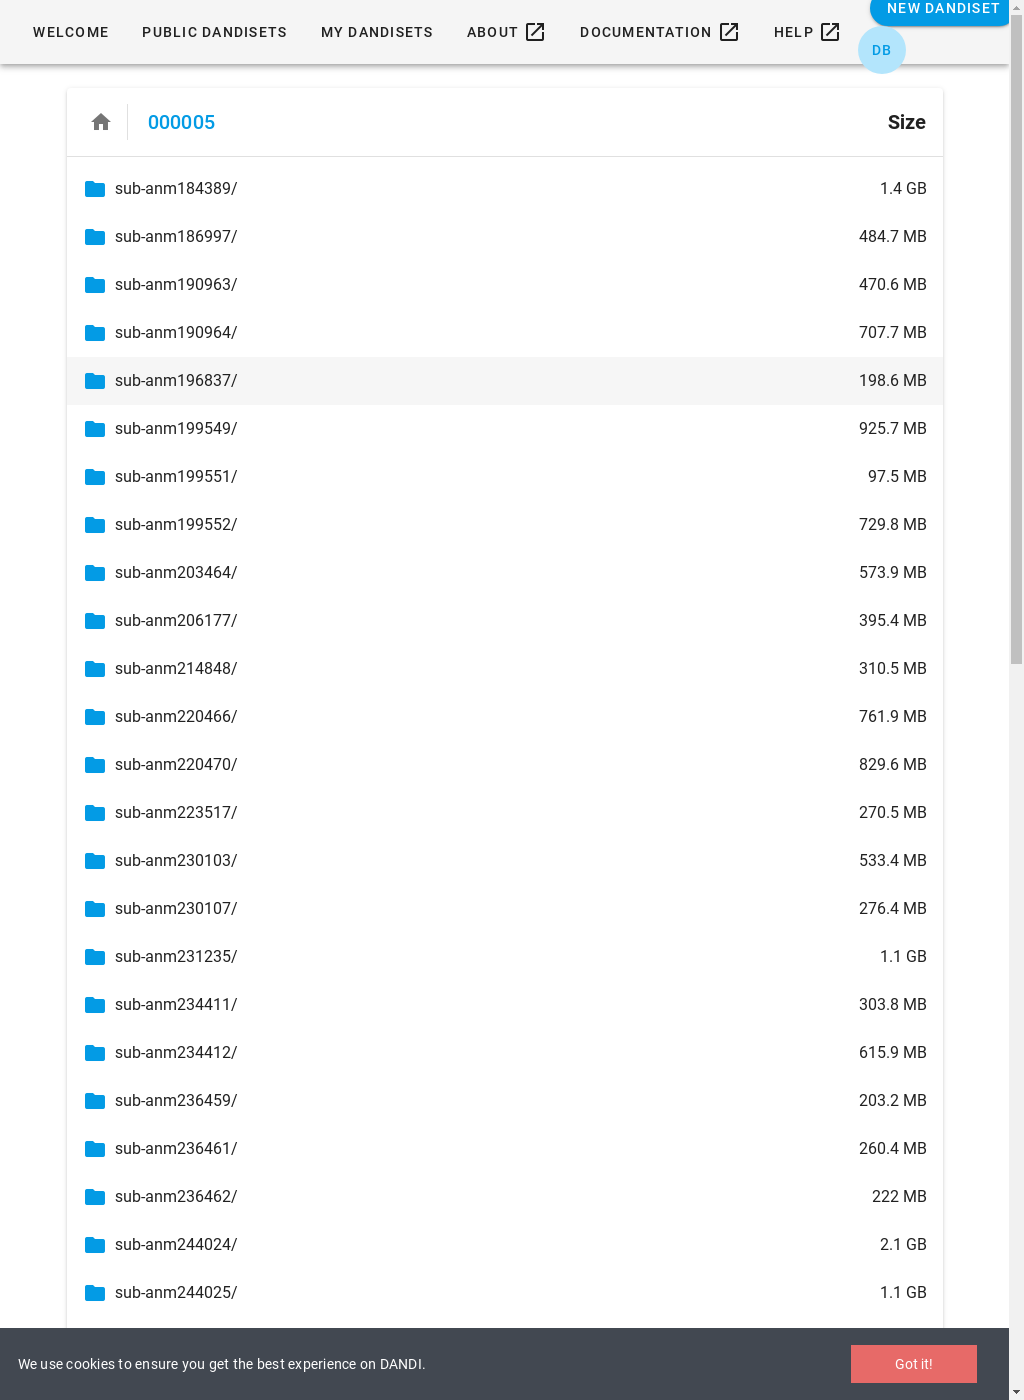 WELCOME PUBLIC DANDISETS MY DANDISETS ABOUT DOCUMENTATION HELP NEW DANDISET
DB
000005 Size
sub-anm184389/ 1.4 GB
sub-anm186997/ 484.7 MB
sub-anm190963/ 470.6 MB
sub-anm190964/ 707.7 MB
sub-anm196837/ 198.6 MB
sub-anm199549/ 925.7 MB
sub-anm199551/ 97.5 MB
sub-anm199552/ 729.8 MB
sub-anm203464/ 573.9 MB
sub-anm206177/ 395.4 MB
sub-anm214848/ 310.5 MB
sub-anm220466/ 761.9 MB
sub-anm220470/ 829.6 MB
sub-anm223517/ 270.5 MB
sub-anm230103/ 533.4 MB
sub-anm230107/ 276.4 MB
sub-anm231235/ 1.1 GB
sub-anm234411/ 303.8 MB
sub-anm234412/ 615.9 MB
sub-anm236459/ 203.2 MB
sub-anm236461/ 260.4 MB
sub-anm236462/ 222 MB
sub-anm244024/ 2.1 GB
sub-anm244025/ 1.1 GB
We use cookies to ensure you get the best experience on DANDI. Got it!